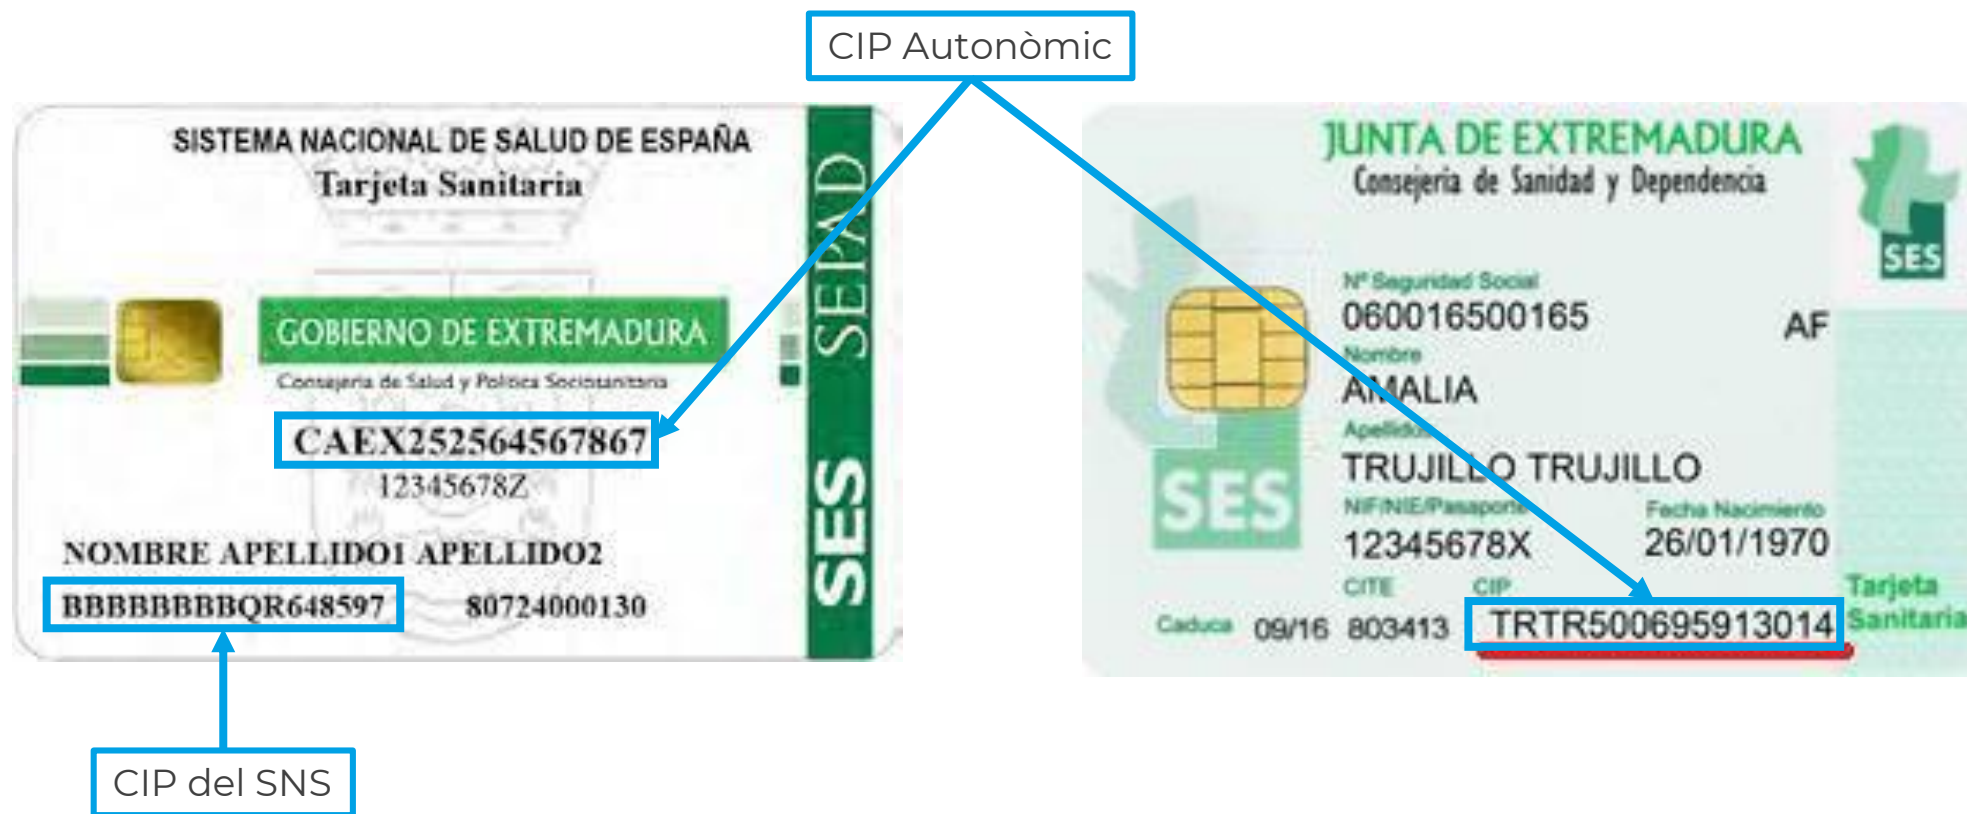 CIP Autonòmic
SISTEMA NACIONAL DE SALUD DE ESPAÑA
Tarjeta Sanitaria
GOBIERNO DE EXTREMADURA
Consejería de Salud y Política Sociosanitaria
CAEX252564567867
12345678Z
NOMBRE APELLIDO1 APELLIDO2
BBBBBBBBQR648597 80724000130
SES SEPAD
CIP del SNS
JUNTA DE EXTREMADURA
Consejería de Sanidad y Dependencia
SES
Nº Seguridad Social
060016500165 AF
Nombre
AMALIA
Apellidos
TRUJILLO TRUJILLO
SES
NIF/NIE/Pasaporte Fecha Nacimiento
12345678X 26/01/1970
CITE CIP
Caduca 09/16 803413 TRTR500695913014
Tarjeta
Sanitaria